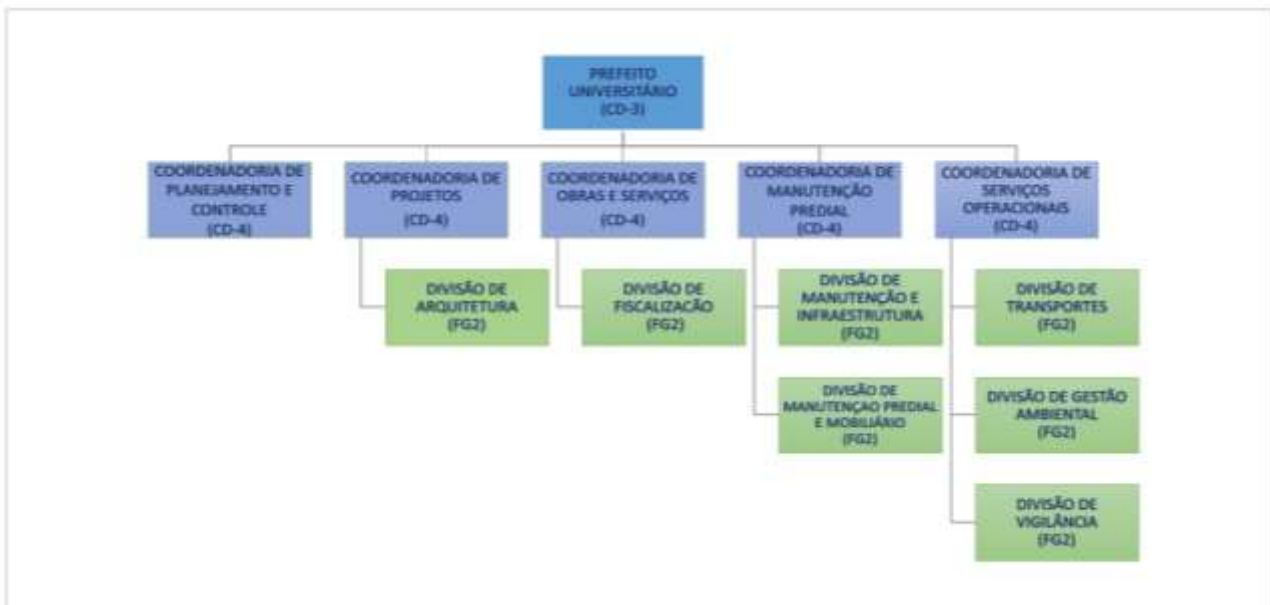 PREFEITO
UNIVERSITÁRIO
(CD-3)
COORDENADORIA DE
PLANEJAMENTO E
CONTROLE
(CD-4)
COORDENADORIA DE
PROJETOS
(CD-4)
COORDENADORIA DE
OBRAS E SERVIÇOS
(CD-4)
COORDENADORIA DE
MANUTENÇÃO
PREDIAL
(CD-4)
COORDENADORIA DE
SERVIÇOS
OPERACIONAIS
(CD-4)
DIVISÃO DE
ARQUITETURA
(FG2)
DIVISÃO DE
FISCALIZACÃO
(FG2)
DIVISÃO DE
MANUTENÇÃO E
INFRAESTRUTURA
(FG2)
DIVISÃO DE
MANUTENÇAO PREDIAL
E MOBILIÁRIO
(FG2)
DIVISÃO DE
TRANSPORTES
(FG2)
DIVISÃO DE GESTÃO
AMBIENTAL
(FG2)
DIVISÃO DE
VIGILÂNCIA
(FG2)